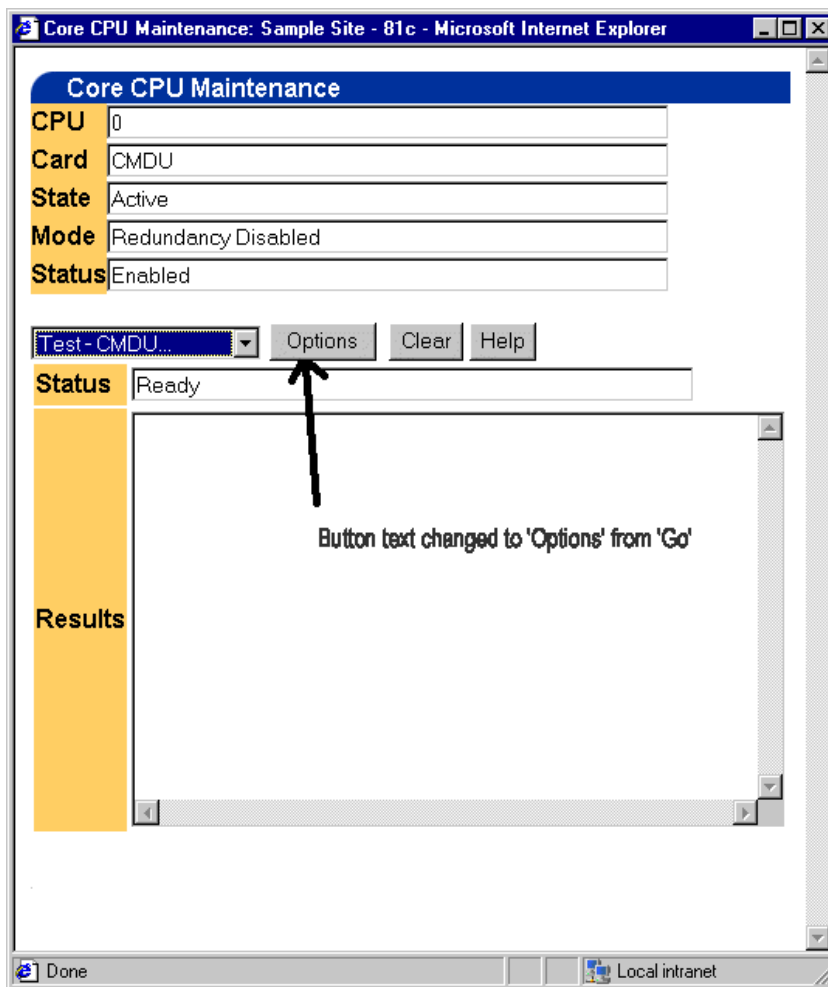 Core CPU Maintenance: Sample Site - 81c - Microsoft Internet Explorer
Core CPU Maintenance
CPU 0
Card CMDU
State Active
Mode Redundancy Disabled
Status Enabled
Test - CMDU... Options Clear Help
Status Ready
Button text changed to 'Options' from 'Go'
Results
Done Local intranet